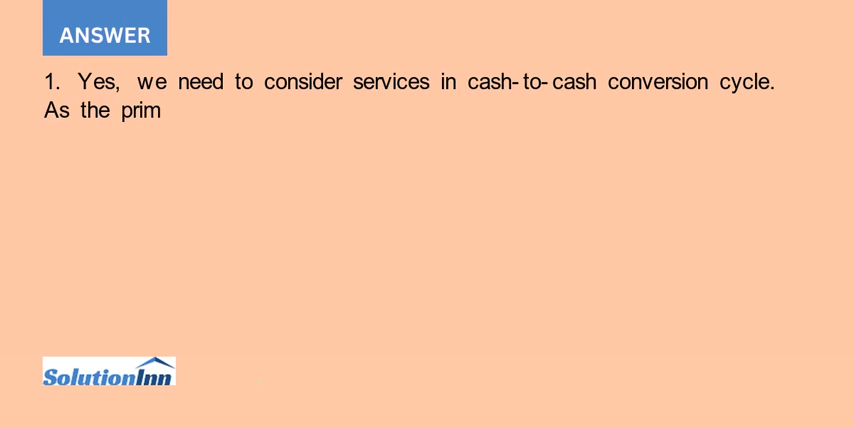 ANSWER
1. Yes, we need to consider services in cash-to-cash conversion cycle.
As the prim
SolutionInn